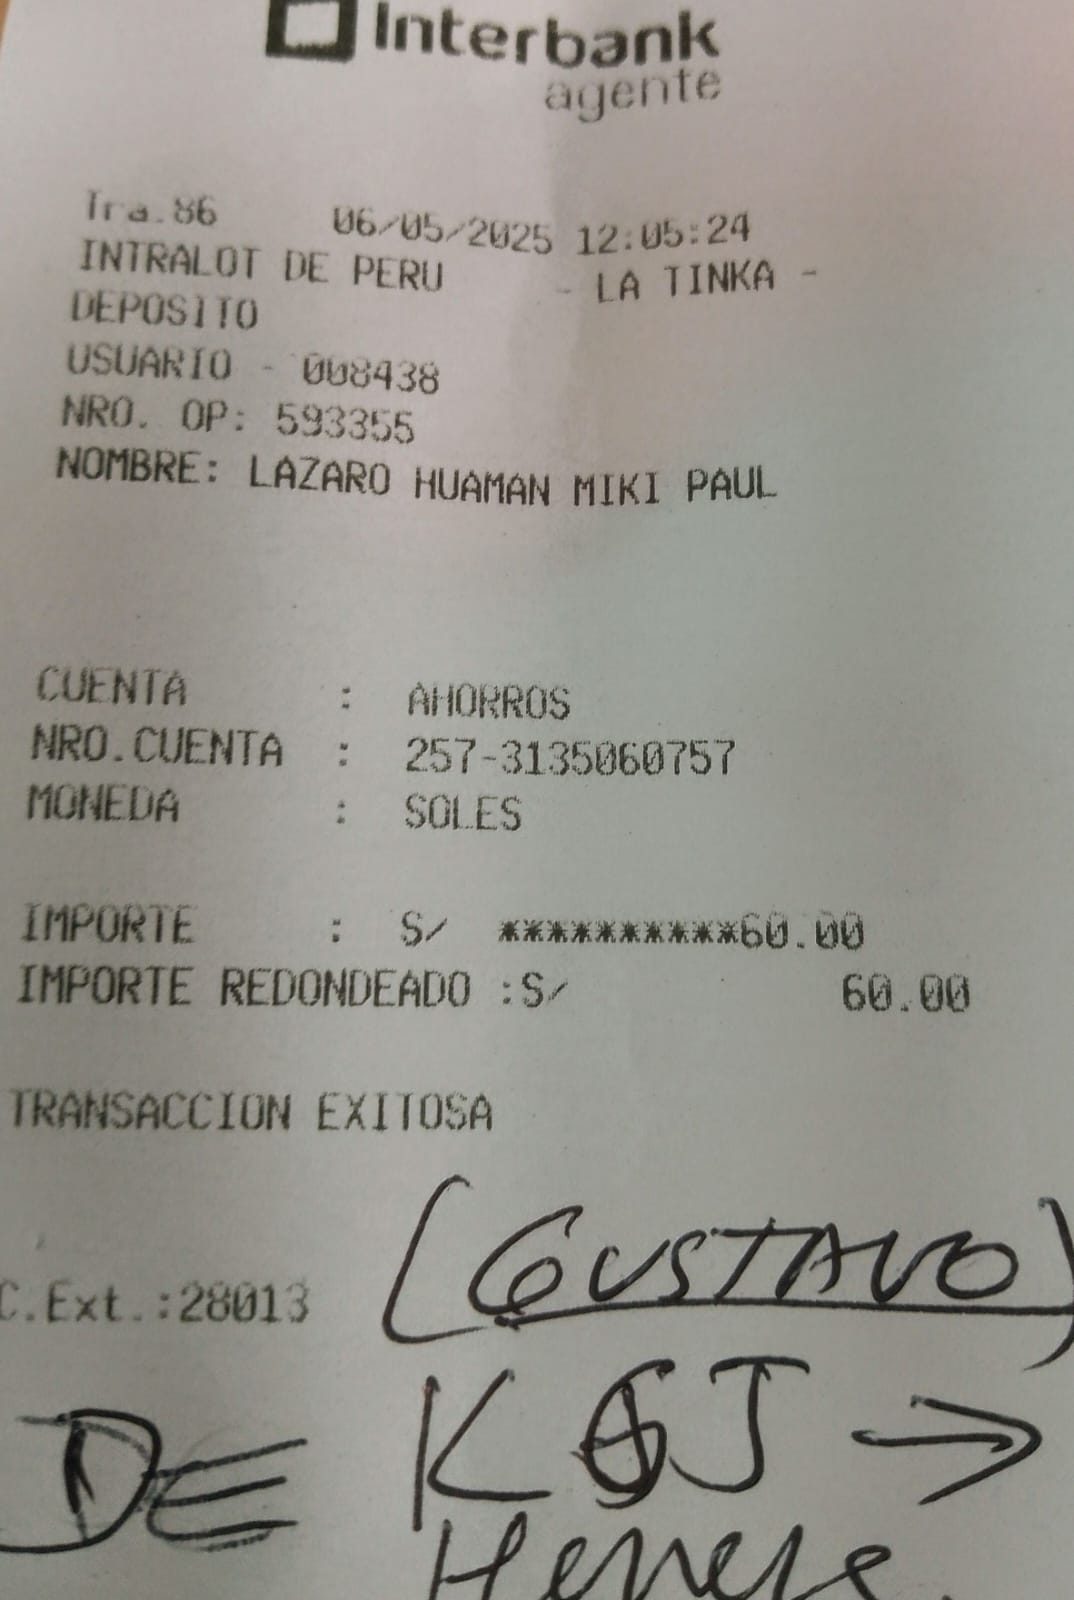 Interbank
agente
Tra.86 06/05/2025 12:05:24
INTRALOT DE PERU - LA TINKA -
DEPOSITO
USUARIO - 008438
NRO. OP: 593355
NOMBRE: LAZARO HUAMAN MIKI PAUL
CUENTA : AHORROS
NRO.CUENTA : 257-3135060757
MONEDA : SOLES
IMPORTE : S/ **********60.00
IMPORTE REDONDEADO :S/ 60.00
TRANSACCION EXITOSA
(GUSTAVO)
C.Ext.:28013
DE →